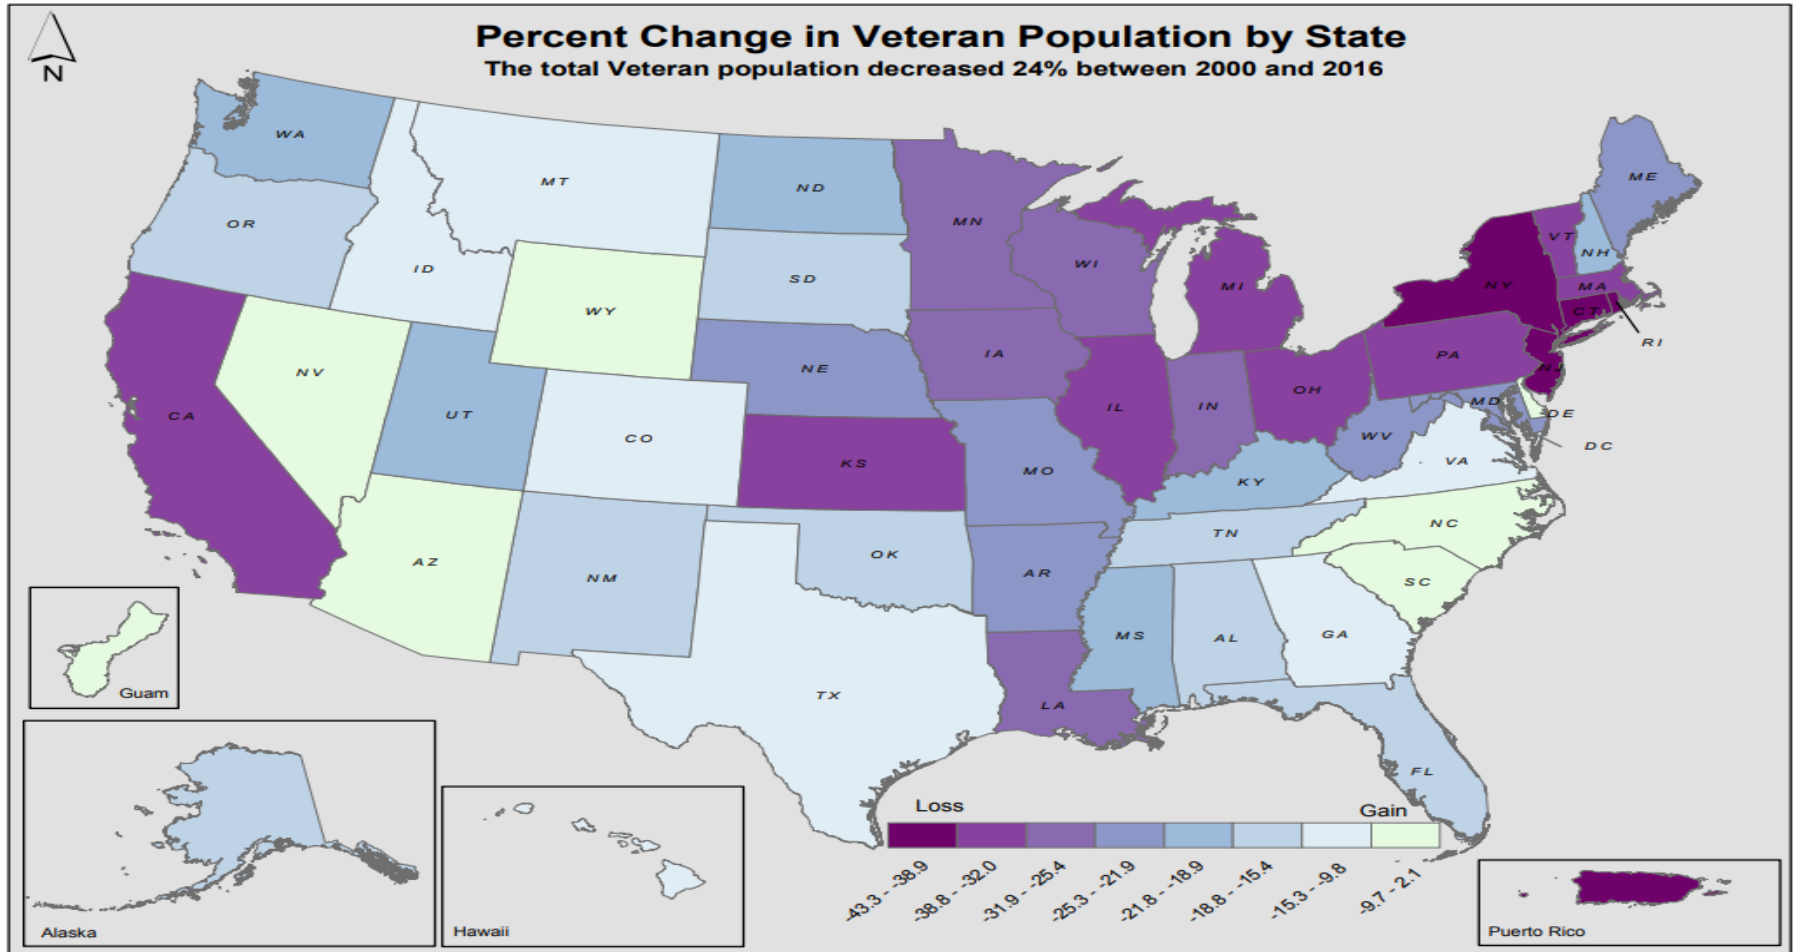 Percent Change in Veteran Population by State
The total Veteran population decreased 24% between 2000 and 2016
N
WA
MT
ND
MN
ME
OR
ID
SD
WI
MI
NY
VT
NH
MA
CT
RI
WY
NV
UT
CO
NE
IA
IL
IN
OH
PA
NJ
CA
KS
MO
KY
WV
MD
DE
DC
VA
AZ
NM
OK
AR
TN
NC
SC
MS
AL
GA
TX
LA
FL
Guam
Alaska
Hawaii
Puerto Rico
Loss
Gain
-43.3 - -38.9
-38.8 - -32.0
-31.9 - -25.4
-25.3 - -21.9
-21.8 - -18.9
-18.8 - -15.4
-15.3 - -9.8
-9.7 - 2.1